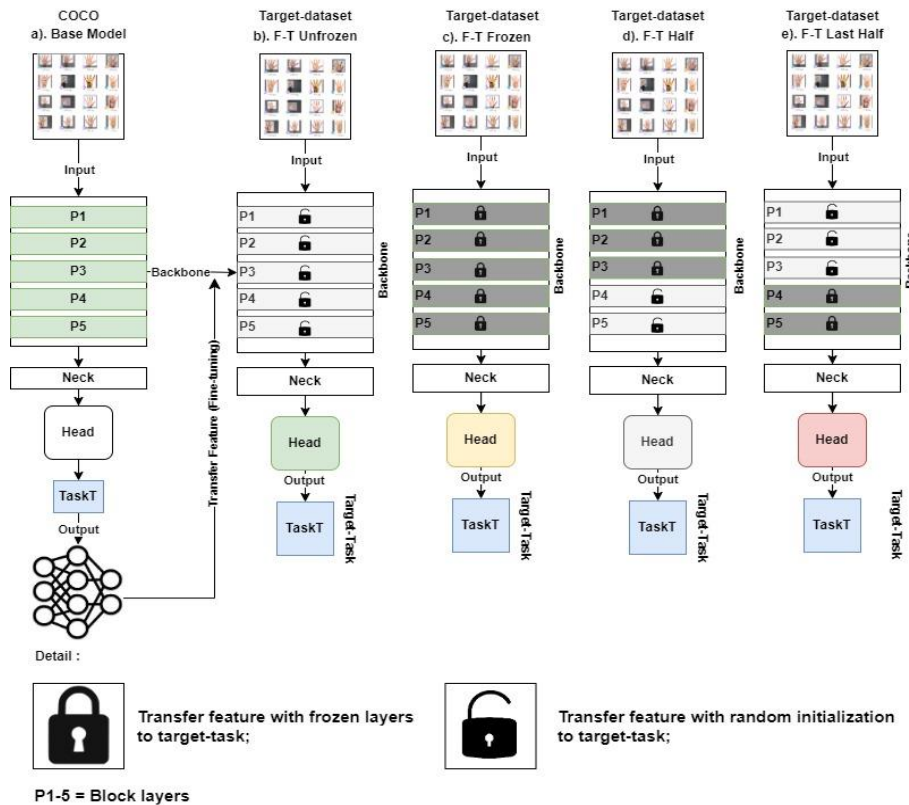 COCO
a). Base Model
Target-dataset
b). F-T Unfrozen
Target-dataset
c). F-T Frozen
Target-dataset
d). F-T Half
Target-dataset
e). F-T Last Half
Input
Input
Input
Input
Input
P1
P2
P3
P4
P5
Backbone
P1
P2
P3
P4
P5
Backbone
P1
P2
P3
P4
P5
Backbone
P1
P2
P3
P4
P5
Backbone
P1
P2
P3
P4
P5
Backbone
Neck
Neck
Neck
Neck
Neck
Transfer Feature (Fine-tuning)
Head
Head
Head
Head
Head
Output
Output
Output
Output
TaskT
TaskT
TaskT
TaskT
TaskT
Target-Task
Target-Task
Target-Task
Target-Task
Output
Detail :
Transfer feature with frozen layers
to target-task;
Transfer feature with random initialization
to target-task;
P1-5 = Block layers